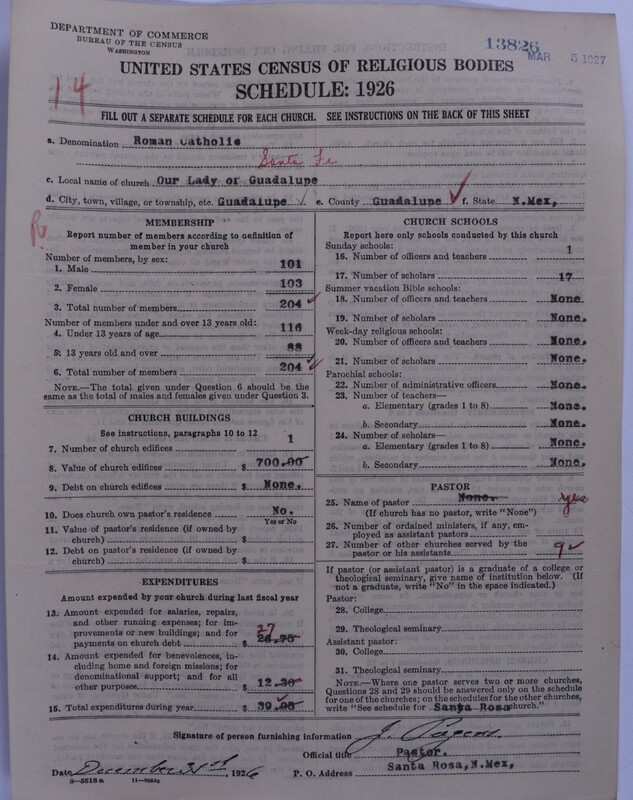 DEPARTMENT OF COMMERCE
BUREAU OF THE CENSUS
WASHINGTON
13826
MAR 5 1927
UNITED STATES CENSUS OF RELIGIOUS BODIES
SCHEDULE: 1926
14
FILL OUT A SEPARATE SCHEDULE FOR EACH CHURCH. SEE INSTRUCTIONS ON THE BACK OF THIS SHEET
a. Denomination Roman Catholic
Santa Fe
c. Local name of church Our Lady of Guadalupe
d. City, town, village, or township, etc. Guadalupe e. County Guadalupe f. State N.Mex,
R
MEMBERSHIP
Report number of members according to definition of
member in your church
Number of members, by sex:
1. Male 101
2. Female 103
3. Total number of members 204
Number of members under and over 13 years old:
4. Under 13 years of age 116
5. 13 years old and over 88
6. Total number of members 204
NOTE.—The total given under Question 6 should be the
same as the total of males and females given under Question 3.
CHURCH BUILDINGS
See instructions, paragraphs 10 to 12
7. Number of church edifices 1
8. Value of church edifices $ 700.00
9. Debt on church edifices $ None.
10. Does church own pastor's residence No.
Yes or No
11. Value of pastor's residence (if owned by
church) $
12. Debt on pastor's residence (if owned by
church) $
EXPENDITURES
Amount expended by your church during last fiscal year
13. Amount expended for salaries, repairs,
and other running expenses; for im-
provements or new buildings; and for
payments on church debt $ 27 26.75
14. Amount expended for benevolences, in-
cluding home and foreign missions; for
denominational support; and for all
other purposes $ 12.30
15. Total expenditures during year $ 39.05
CHURCH SCHOOLS
Report here only schools conducted by this church
Sunday schools:
16. Number of officers and teachers 1
17. Number of scholars 17
Summer vacation Bible schools:
18. Number of officers and teachers None.
19. Number of scholars None.
Week-day religious schools:
20. Number of officers and teachers None.
21. Number of scholars None.
Parochial schools:
22. Number of administrative officers None.
23. Number of teachers—
a. Elementary (grades 1 to 8) None.
b. Secondary None.
24. Number of scholars—
a. Elementary (grades 1 to 8) None.
b. Secondary None.
PASTOR
25. Name of pastor None. yes
(If church has no pastor, write "None")
26. Number of ordained ministers, if any, em-
ployed as assistant pastors
27. Number of other churches served by the
pastor or his assistants 9
If pastor (or assistant pastor) is a graduate of a college or
theological seminary, give name of institution below. (If
not a graduate, write "No" in the space indicated.)
Pastor:
28. College
29. Theological seminary
Assistant pastor:
30. College
31. Theological seminary
NOTE.—Where one pastor serves two or more churches,
Questions 28 and 29 should be answered only on the schedule
for one of the churches; on the schedules for the other churches,
write "See schedule for Santa Rosa church."
Signature of person furnishing information J.
Official title Pastor.
Date December 31st, 1926 P. O. Address Santa Rosa, N.Mex,